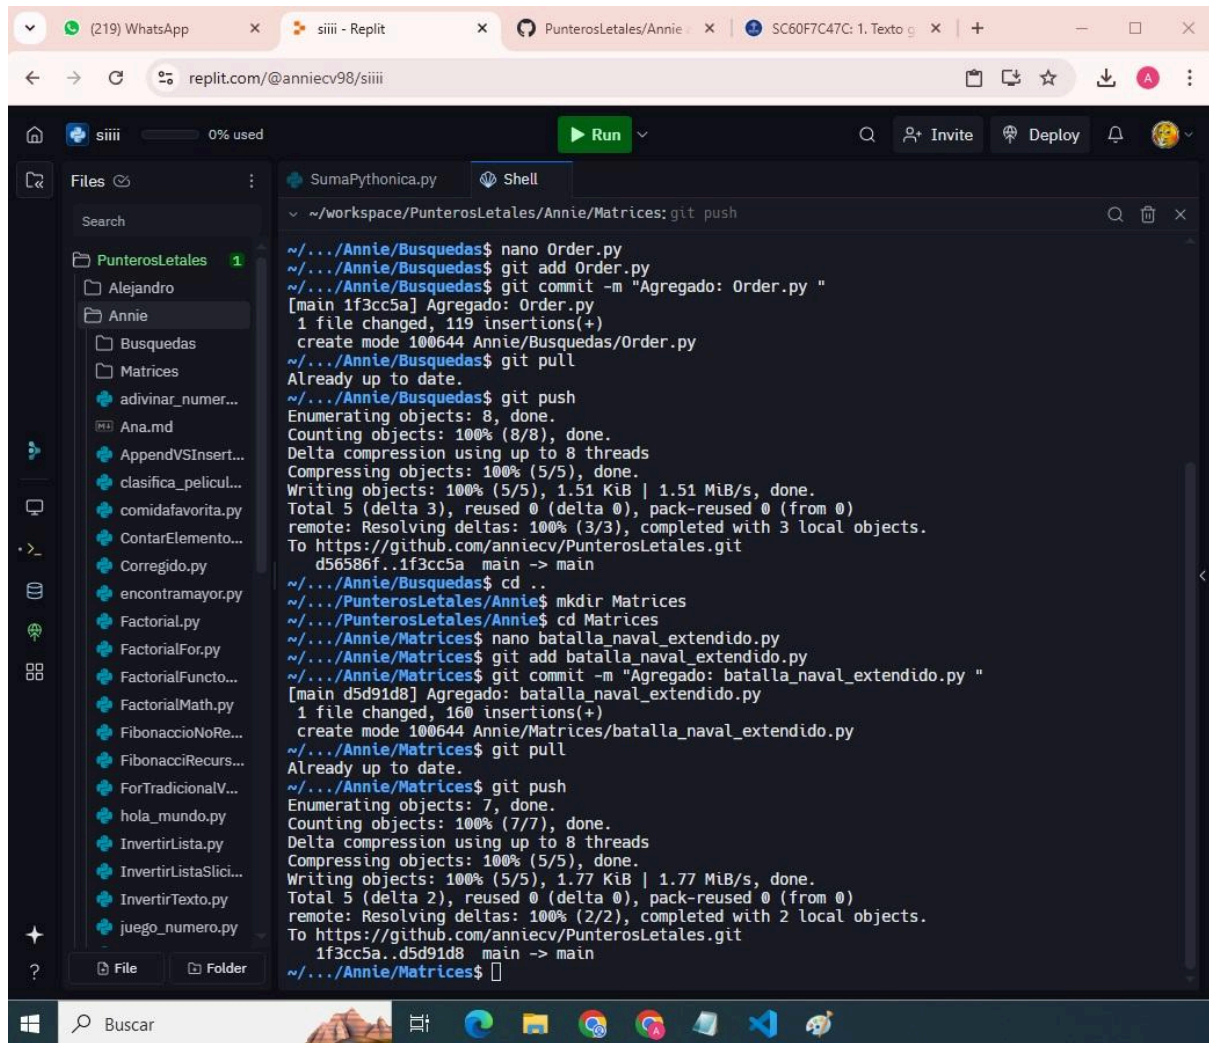 (219) WhatsApp
siiii - Replit
PunterosLetales/Annie
SC60F7C47C: 1. Texto g
replit.com/@anniecv98/siiii
A
siiii
0% used
Run
Invite
Deploy
Files
SumaPythonica.py
Shell
Search
~/workspace/PunterosLetales/Annie/Matrices: git push
PunterosLetales 1
Alejandro
Annie
Busquedas
Matrices
adivinar_numer...
Ana.md
AppendVSInsert...
clasifica_pelicul...
comidafavorita.py
ContarElemento...
Corregido.py
encontramayor.py
Factorial.py
FactorialFor.py
FactorialFuncto...
FactorialMath.py
FibonaccioNoRe...
FibonacciRecurs...
ForTradicionalV...
hola_mundo.py
InvertirLista.py
InvertirListaSlici...
InvertirTexto.py
juego_numero.py
File
Folder
~/.../Annie/Busquedas$ nano Order.py
~/.../Annie/Busquedas$ git add Order.py
~/.../Annie/Busquedas$ git commit -m "Agregado: Order.py "
[main 1f3cc5a] Agregado: Order.py
1 file changed, 119 insertions(+)
create mode 100644 Annie/Busquedas/Order.py
~/.../Annie/Busquedas$ git pull
Already up to date.
~/.../Annie/Busquedas$ git push
Enumerating objects: 8, done.
Counting objects: 100% (8/8), done.
Delta compression using up to 8 threads
Compressing objects: 100% (5/5), done.
Writing objects: 100% (5/5), 1.51 KiB | 1.51 MiB/s, done.
Total 5 (delta 3), reused 0 (delta 0), pack-reused 0 (from 0)
remote: Resolving deltas: 100% (3/3), completed with 3 local objects.
To https://github.com/anniecv/PunterosLetales.git
d56586f..1f3cc5a  main -> main
~/.../Annie/Busquedas$ cd ..
~/.../PunterosLetales/Annie$ mkdir Matrices
~/.../PunterosLetales/Annie$ cd Matrices
~/.../Annie/Matrices$ nano batalla_naval_extendido.py
~/.../Annie/Matrices$ git add batalla_naval_extendido.py
~/.../Annie/Matrices$ git commit -m "Agregado: batalla_naval_extendido.py "
[main d5d91d8] Agregado: batalla_naval_extendido.py
1 file changed, 160 insertions(+)
create mode 100644 Annie/Matrices/batalla_naval_extendido.py
~/.../Annie/Matrices$ git pull
Already up to date.
~/.../Annie/Matrices$ git push
Enumerating objects: 7, done.
Counting objects: 100% (7/7), done.
Delta compression using up to 8 threads
Compressing objects: 100% (5/5), done.
Writing objects: 100% (5/5), 1.77 KiB | 1.77 MiB/s, done.
Total 5 (delta 2), reused 0 (delta 0), pack-reused 0 (from 0)
remote: Resolving deltas: 100% (2/2), completed with 2 local objects.
To https://github.com/anniecv/PunterosLetales.git
1f3cc5a..d5d91d8  main -> main
~/.../Annie/Matrices$
Buscar